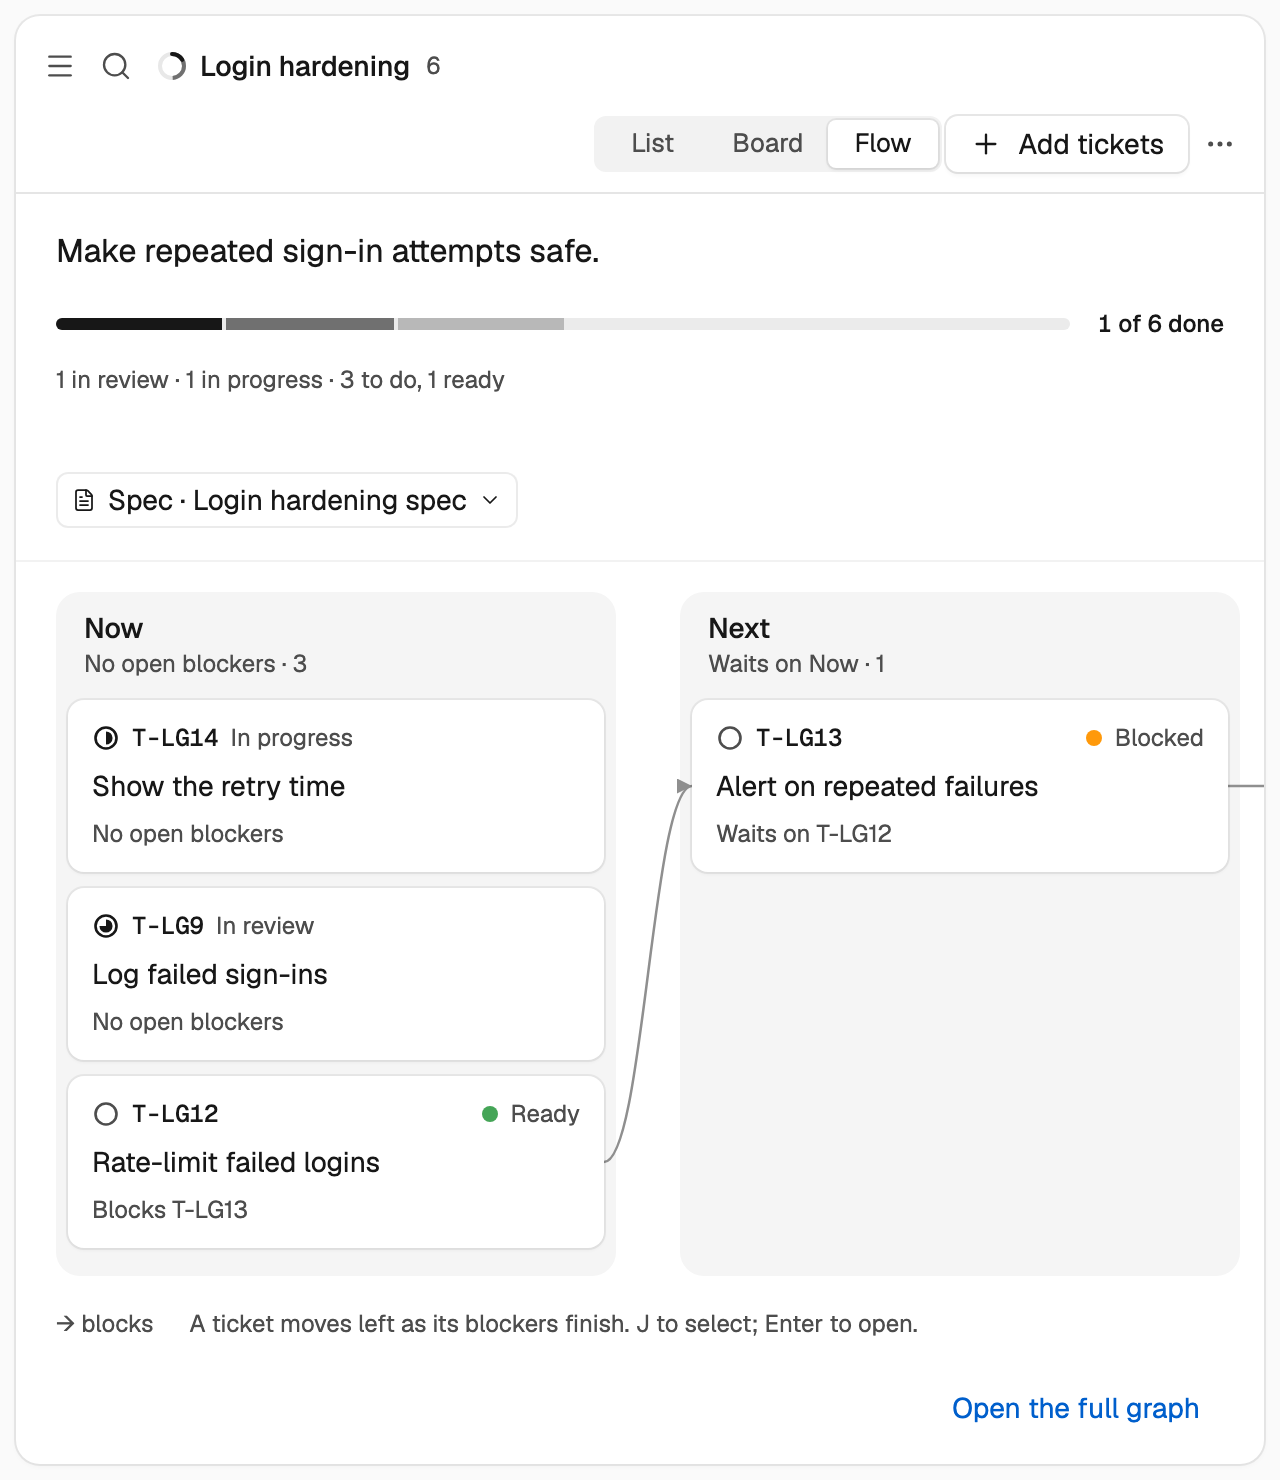 Login hardening 6
List Board Flow + Add tickets ...
Make repeated sign-in attempts safe.
1 of 6 done
1 in review · 1 in progress · 3 to do, 1 ready
Spec · Login hardening spec
Now
No open blockers · 3
T-LG14 In progress
Show the retry time
No open blockers
T-LG9 In review
Log failed sign-ins
No open blockers
T-LG12 Ready
Rate-limit failed logins
Blocks T-LG13
Next
Waits on Now · 1
T-LG13 Blocked
Alert on repeated failures
Waits on T-LG12
→ blocks A ticket moves left as its blockers finish. J to select; Enter to open.
Open the full graph